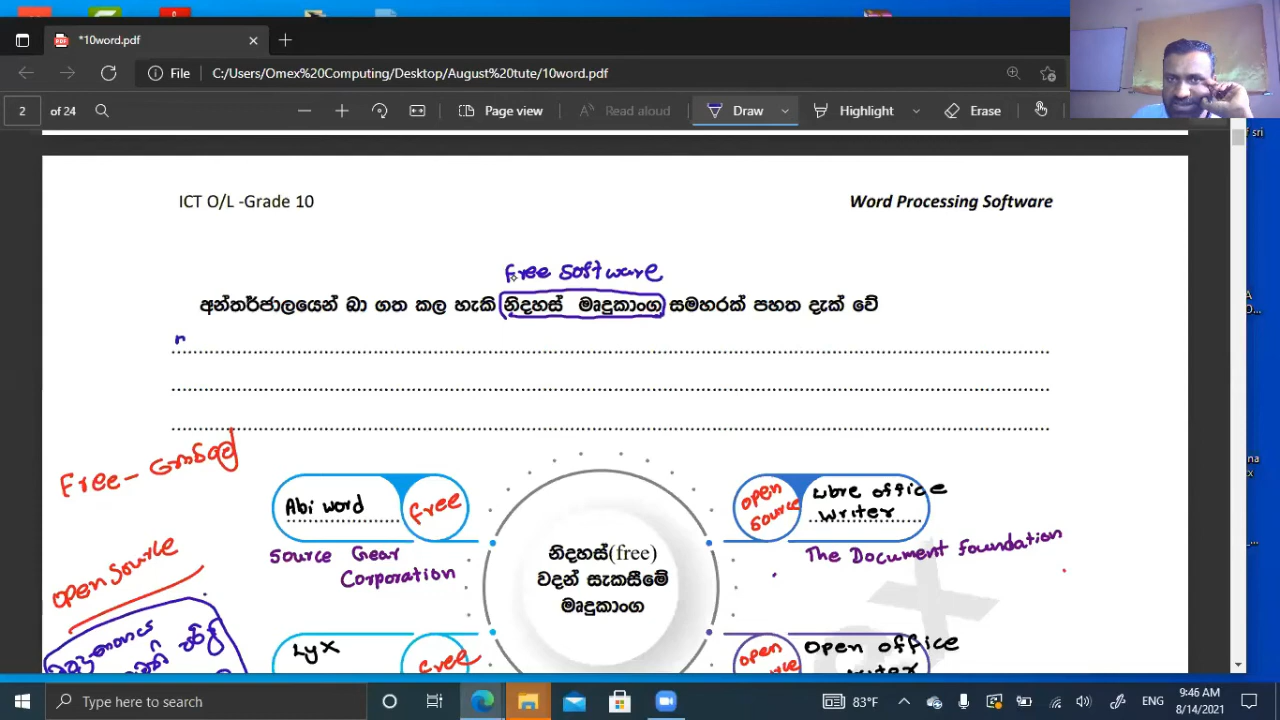 *10word.pdf
File C:/Users/Omex%20Computing/Desktop/August%20tute/10word.pdf
2 of 24 Page view Read aloud Draw Highlight Erase
f sri
ICT O/L -Grade 10 Word Processing Software
Free Software
අන්තර්ජාලයෙන් බා ගත කල හැකි නිදහස් මෘදුකාංග සමහරක් පහත දැක් වේ
Free -
Abi word free
open source Libre office
writer
නිදහස්(free)
වදන් සැකසීමේ
මෘදුකාංග
Source Gear
Corporation
The Document foundation
open source
LyX free
open Open office
Type here to search
83°F ENG 9:46 AM
8/14/2021